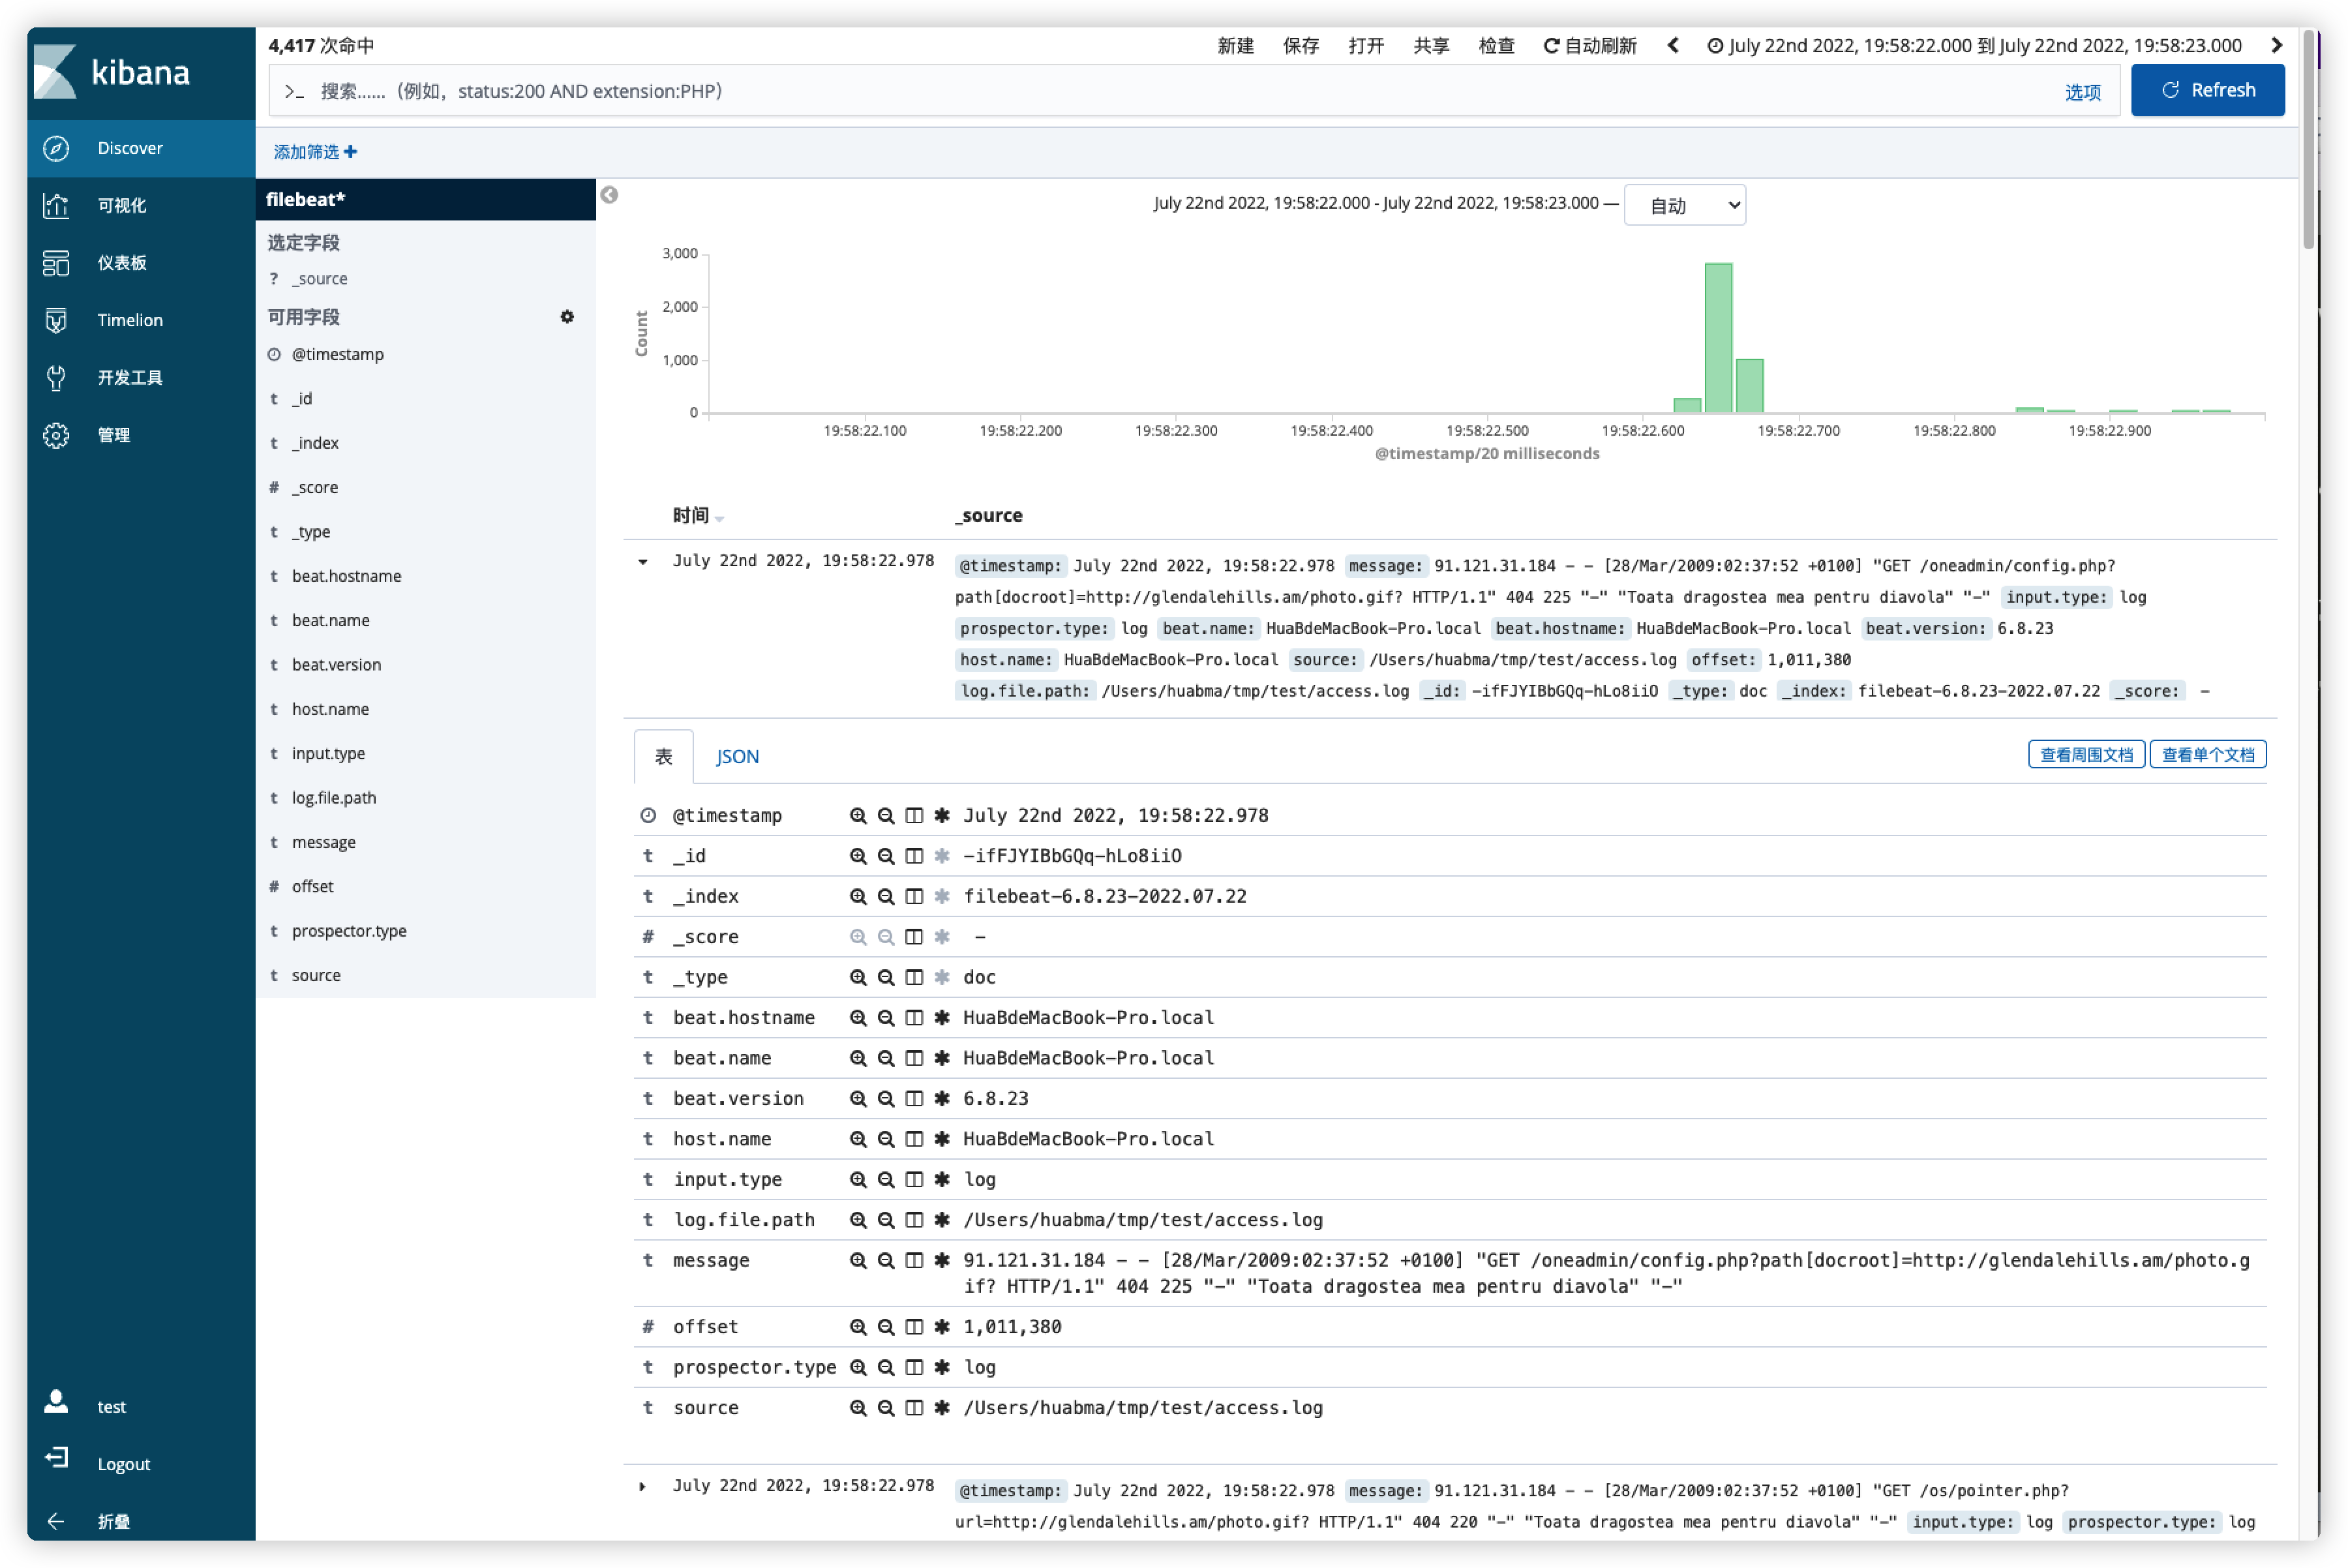 kibana
Discover
可视化
仪表板
Timelion
开发工具
管理
test
Logout
折叠
4,417 次命中
新建 保存 打开 共享 检查 自动刷新 July 22nd 2022, 19:58:22.000 到 July 22nd 2022, 19:58:23.000
>_ 搜索…… (例如，status:200 AND extension:PHP) 选项 Refresh
添加筛选
filebeat*
选定字段
? _source
可用字段
@timestamp
t _id
t _index
# _score
t _type
t beat.hostname
t beat.name
t beat.version
t host.name
t input.type
t log.file.path
t message
# offset
t prospector.type
t source
July 22nd 2022, 19:58:22.000 - July 22nd 2022, 19:58:23.000 — 自动
Count
3,000
2,000
1,000
0
19:58:22.100 19:58:22.200 19:58:22.300 19:58:22.400 19:58:22.500 19:58:22.600 19:58:22.700 19:58:22.800 19:58:22.900
@timestamp/20 milliseconds
时间 _source
July 22nd 2022, 19:58:22.978 @timestamp: July 22nd 2022, 19:58:22.978 message: 91.121.31.184 - - [28/Mar/2009:02:37:52 +0100] "GET /oneadmin/config.php?
path[docroot]=http://glendalehills.am/photo.gif? HTTP/1.1" 404 225 "-" "Toata dragostea mea pentru diavola" "-" input.type: log
prospector.type: log beat.name: HuaBdeMacBook-Pro.local beat.hostname: HuaBdeMacBook-Pro.local beat.version: 6.8.23
host.name: HuaBdeMacBook-Pro.local source: /Users/huabma/tmp/test/access.log offset: 1,011,380
log.file.path: /Users/huabma/tmp/test/access.log _id: -ifFJYIBbGQq-hLo8iiO _type: doc _index: filebeat-6.8.23-2022.07.22 _score: -
表 JSON 查看周围文档 查看单个文档
@timestamp July 22nd 2022, 19:58:22.978
t _id -ifFJYIBbGQq-hLo8iiO
t _index filebeat-6.8.23-2022.07.22
# _score -
t _type doc
t beat.hostname HuaBdeMacBook-Pro.local
t beat.name HuaBdeMacBook-Pro.local
t beat.version 6.8.23
t host.name HuaBdeMacBook-Pro.local
t input.type log
t log.file.path /Users/huabma/tmp/test/access.log
t message 91.121.31.184 - - [28/Mar/2009:02:37:52 +0100] "GET /oneadmin/config.php?path[docroot]=http://glendalehills.am/photo.g
if? HTTP/1.1" 404 225 "-" "Toata dragostea mea pentru diavola" "-"
# offset 1,011,380
t prospector.type log
t source /Users/huabma/tmp/test/access.log
July 22nd 2022, 19:58:22.978 @timestamp: July 22nd 2022, 19:58:22.978 message: 91.121.31.184 - - [28/Mar/2009:02:37:52 +0100] "GET /os/pointer.php?
url=http://glendalehills.am/photo.gif? HTTP/1.1" 404 220 "-" "Toata dragostea mea pentru diavola" "-" input.type: log prospector.type: log